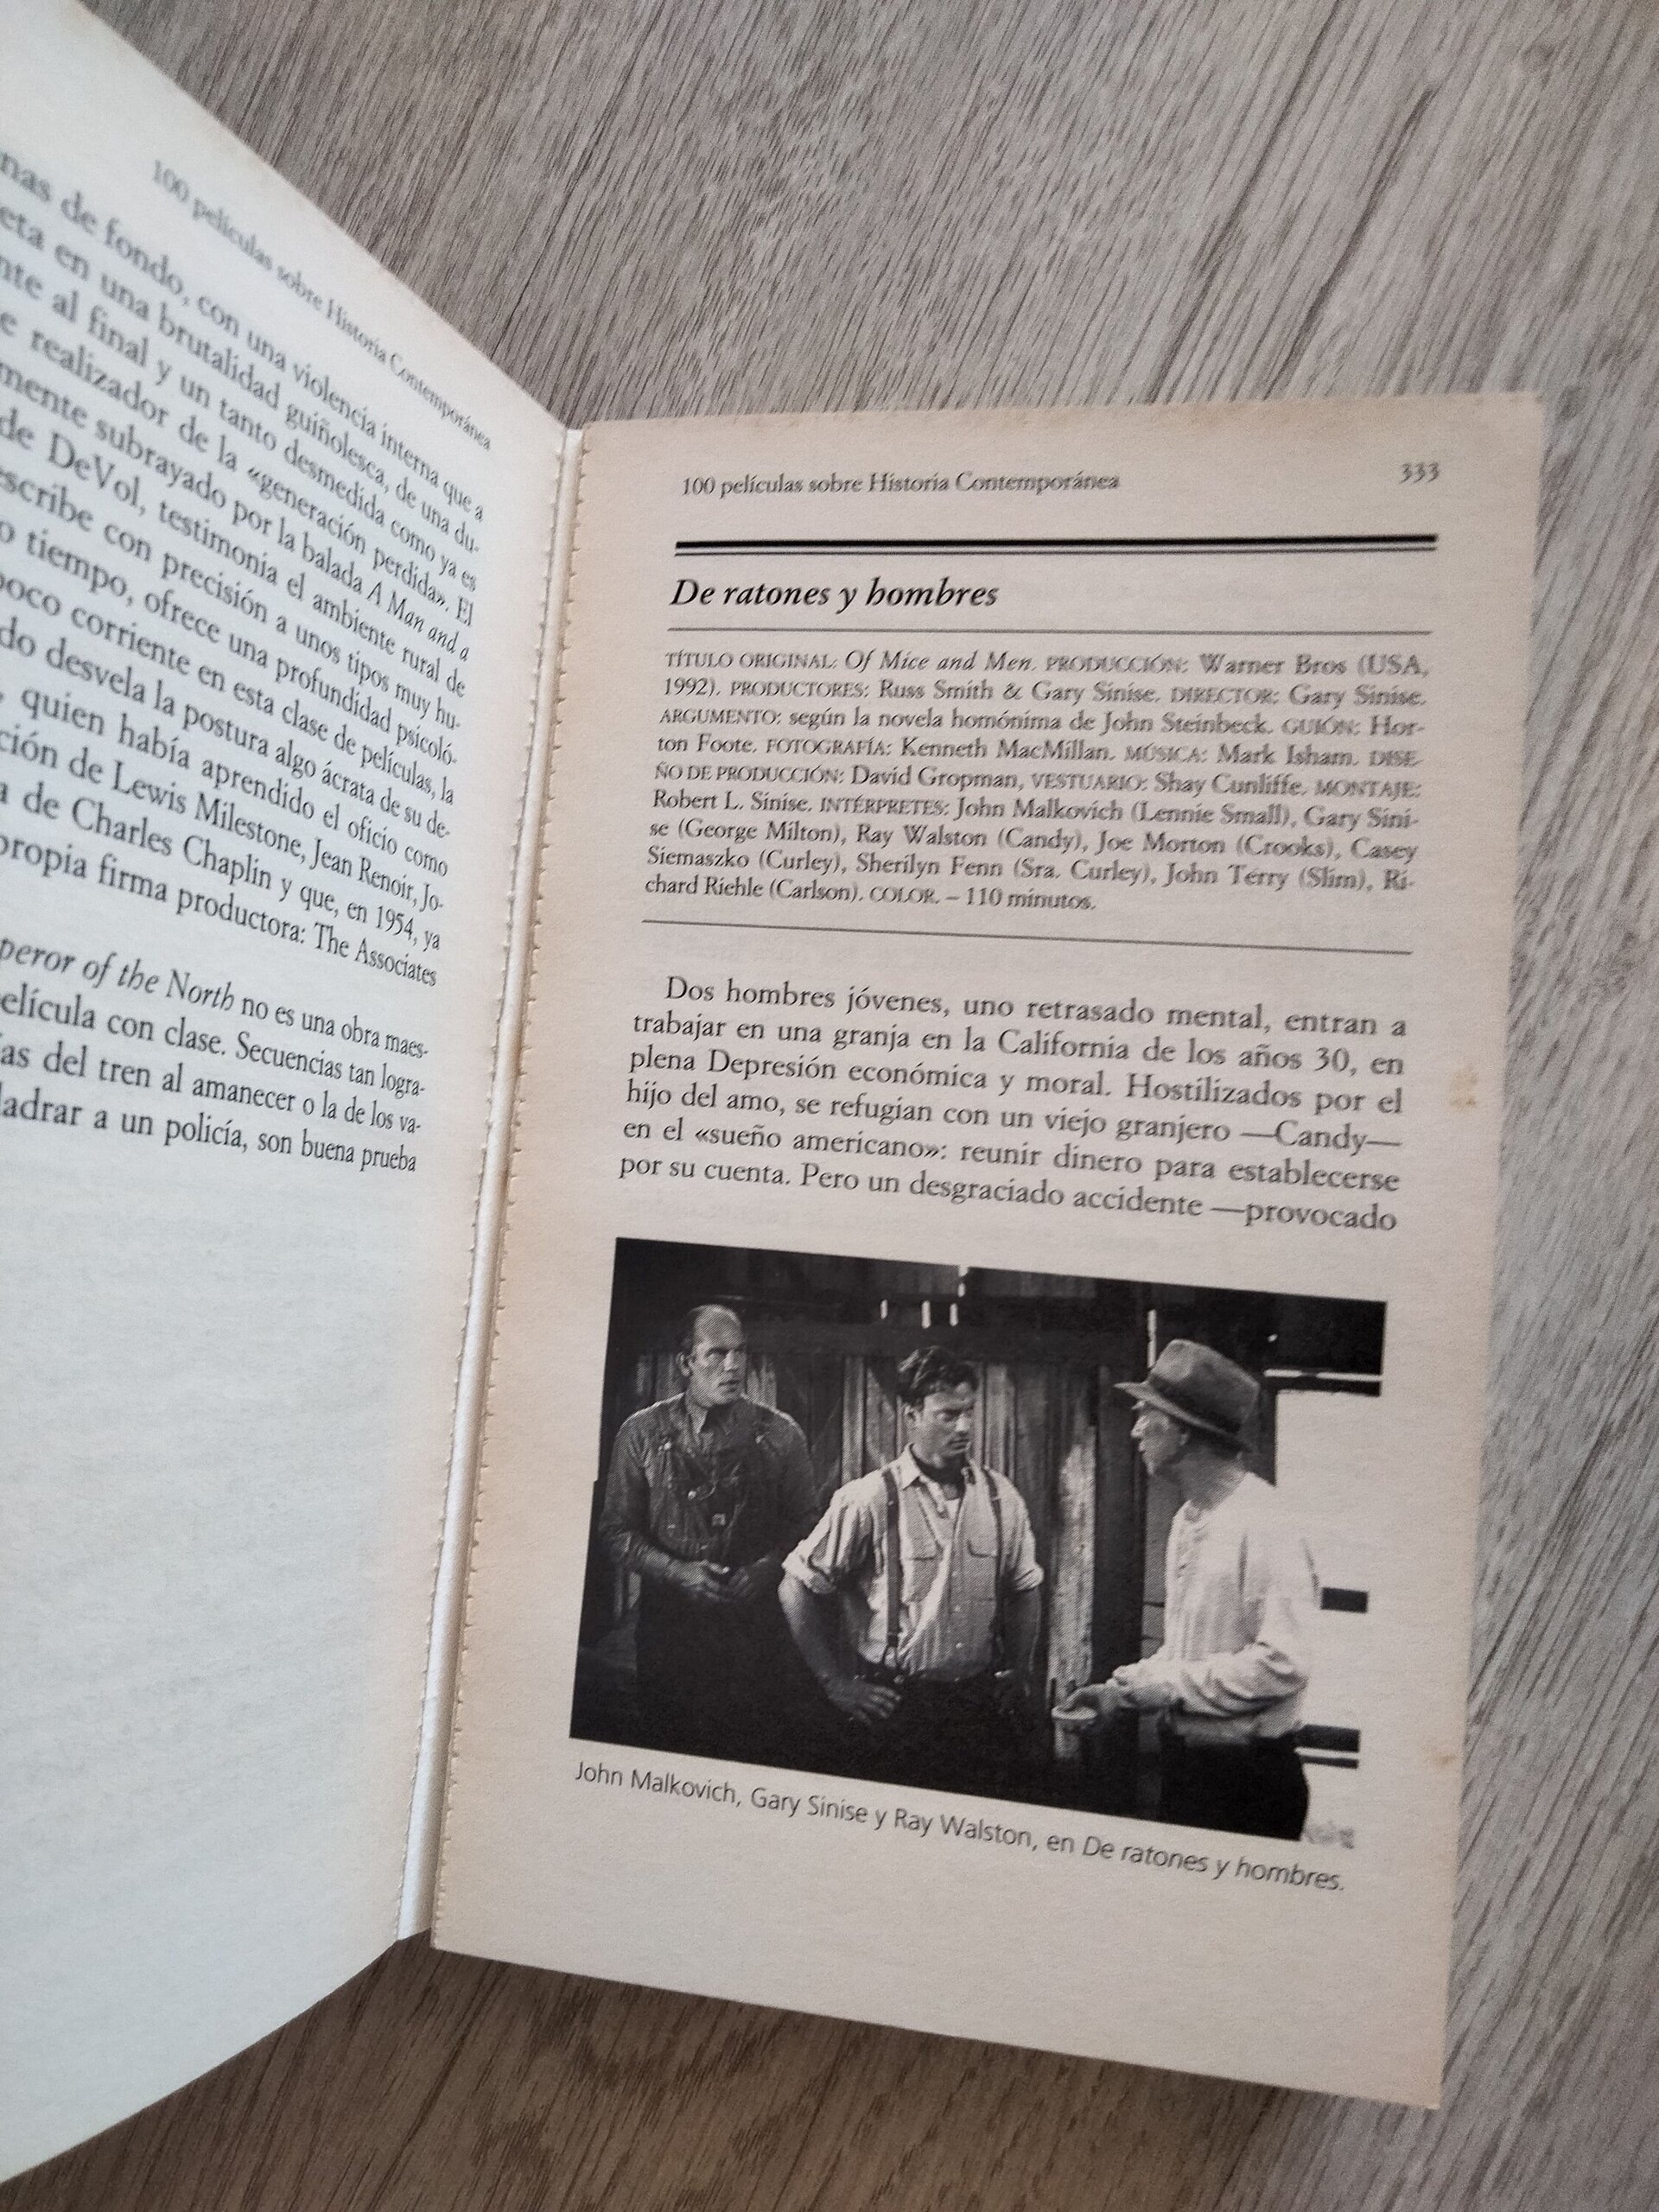 100 películas sobre Historia Contemporánea
nas de fondo, con una violencia interna que a
eta en una brutalidad guiñolesca, de una du-
nte al final y un tanto desmedida como ya es
e realizador de la «generación perdida». El
mente subrayado por la balada A Man and a
de DeVol, testimonia el ambiente rural de
escribe con precisión a unos tipos muy hu-
o tiempo, ofrece una profundidad psicoló-
poco corriente en esta clase de películas, la
do desvela la postura algo ácrata de su de-
, quien había aprendido el oficio como
ción de Lewis Milestone, Jean Renoir, Jo-
a de Charles Chaplin y que, en 1954, ya
propia firma productora: The Associates
peror of the North no es una obra maes-
elícula con clase. Secuencias tan logra-
as del tren al amanecer o la de los va-
ladrar a un policía, son buena prueba
100 películas sobre Historia Contemporánea 333
De ratones y hombres
TÍTULO ORIGINAL: Of Mice and Men. PRODUCCIÓN: Warner Bros (USA,
1992). PRODUCTORES: Russ Smith & Gary Sinise. DIRECTOR: Gary Sinise.
ARGUMENTO: según la novela homónima de John Steinbeck. GUIÓN: Hor-
ton Foote. FOTOGRAFÍA: Kenneth MacMillan. MÚSICA: Mark Isham. DISE-
ÑO DE PRODUCCIÓN: David Gropman, VESTUARIO: Shay Cunliffe. MONTAJE:
Robert L. Sinise. INTÉRPRETES: John Malkovich (Lennie Small), Gary Sini-
se (George Milton), Ray Walston (Candy), Joe Morton (Crooks), Casey
Siemaszko (Curley), Sherilyn Fenn (Sra. Curley), John Terry (Slim), Ri-
chard Riehle (Carlson). COLOR. – 110 minutos.
Dos hombres jóvenes, uno retrasado mental, entran a
trabajar en una granja en la California de los años 30, en
plena Depresión económica y moral. Hostilizados por el
hijo del amo, se refugian con un viejo granjero —Candy—
en el «sueño americano»: reunir dinero para establecerse
por su cuenta. Pero un desgraciado accidente —provocado
John Malkovich, Gary Sinise y Ray Walston, en De ratones y hombres.